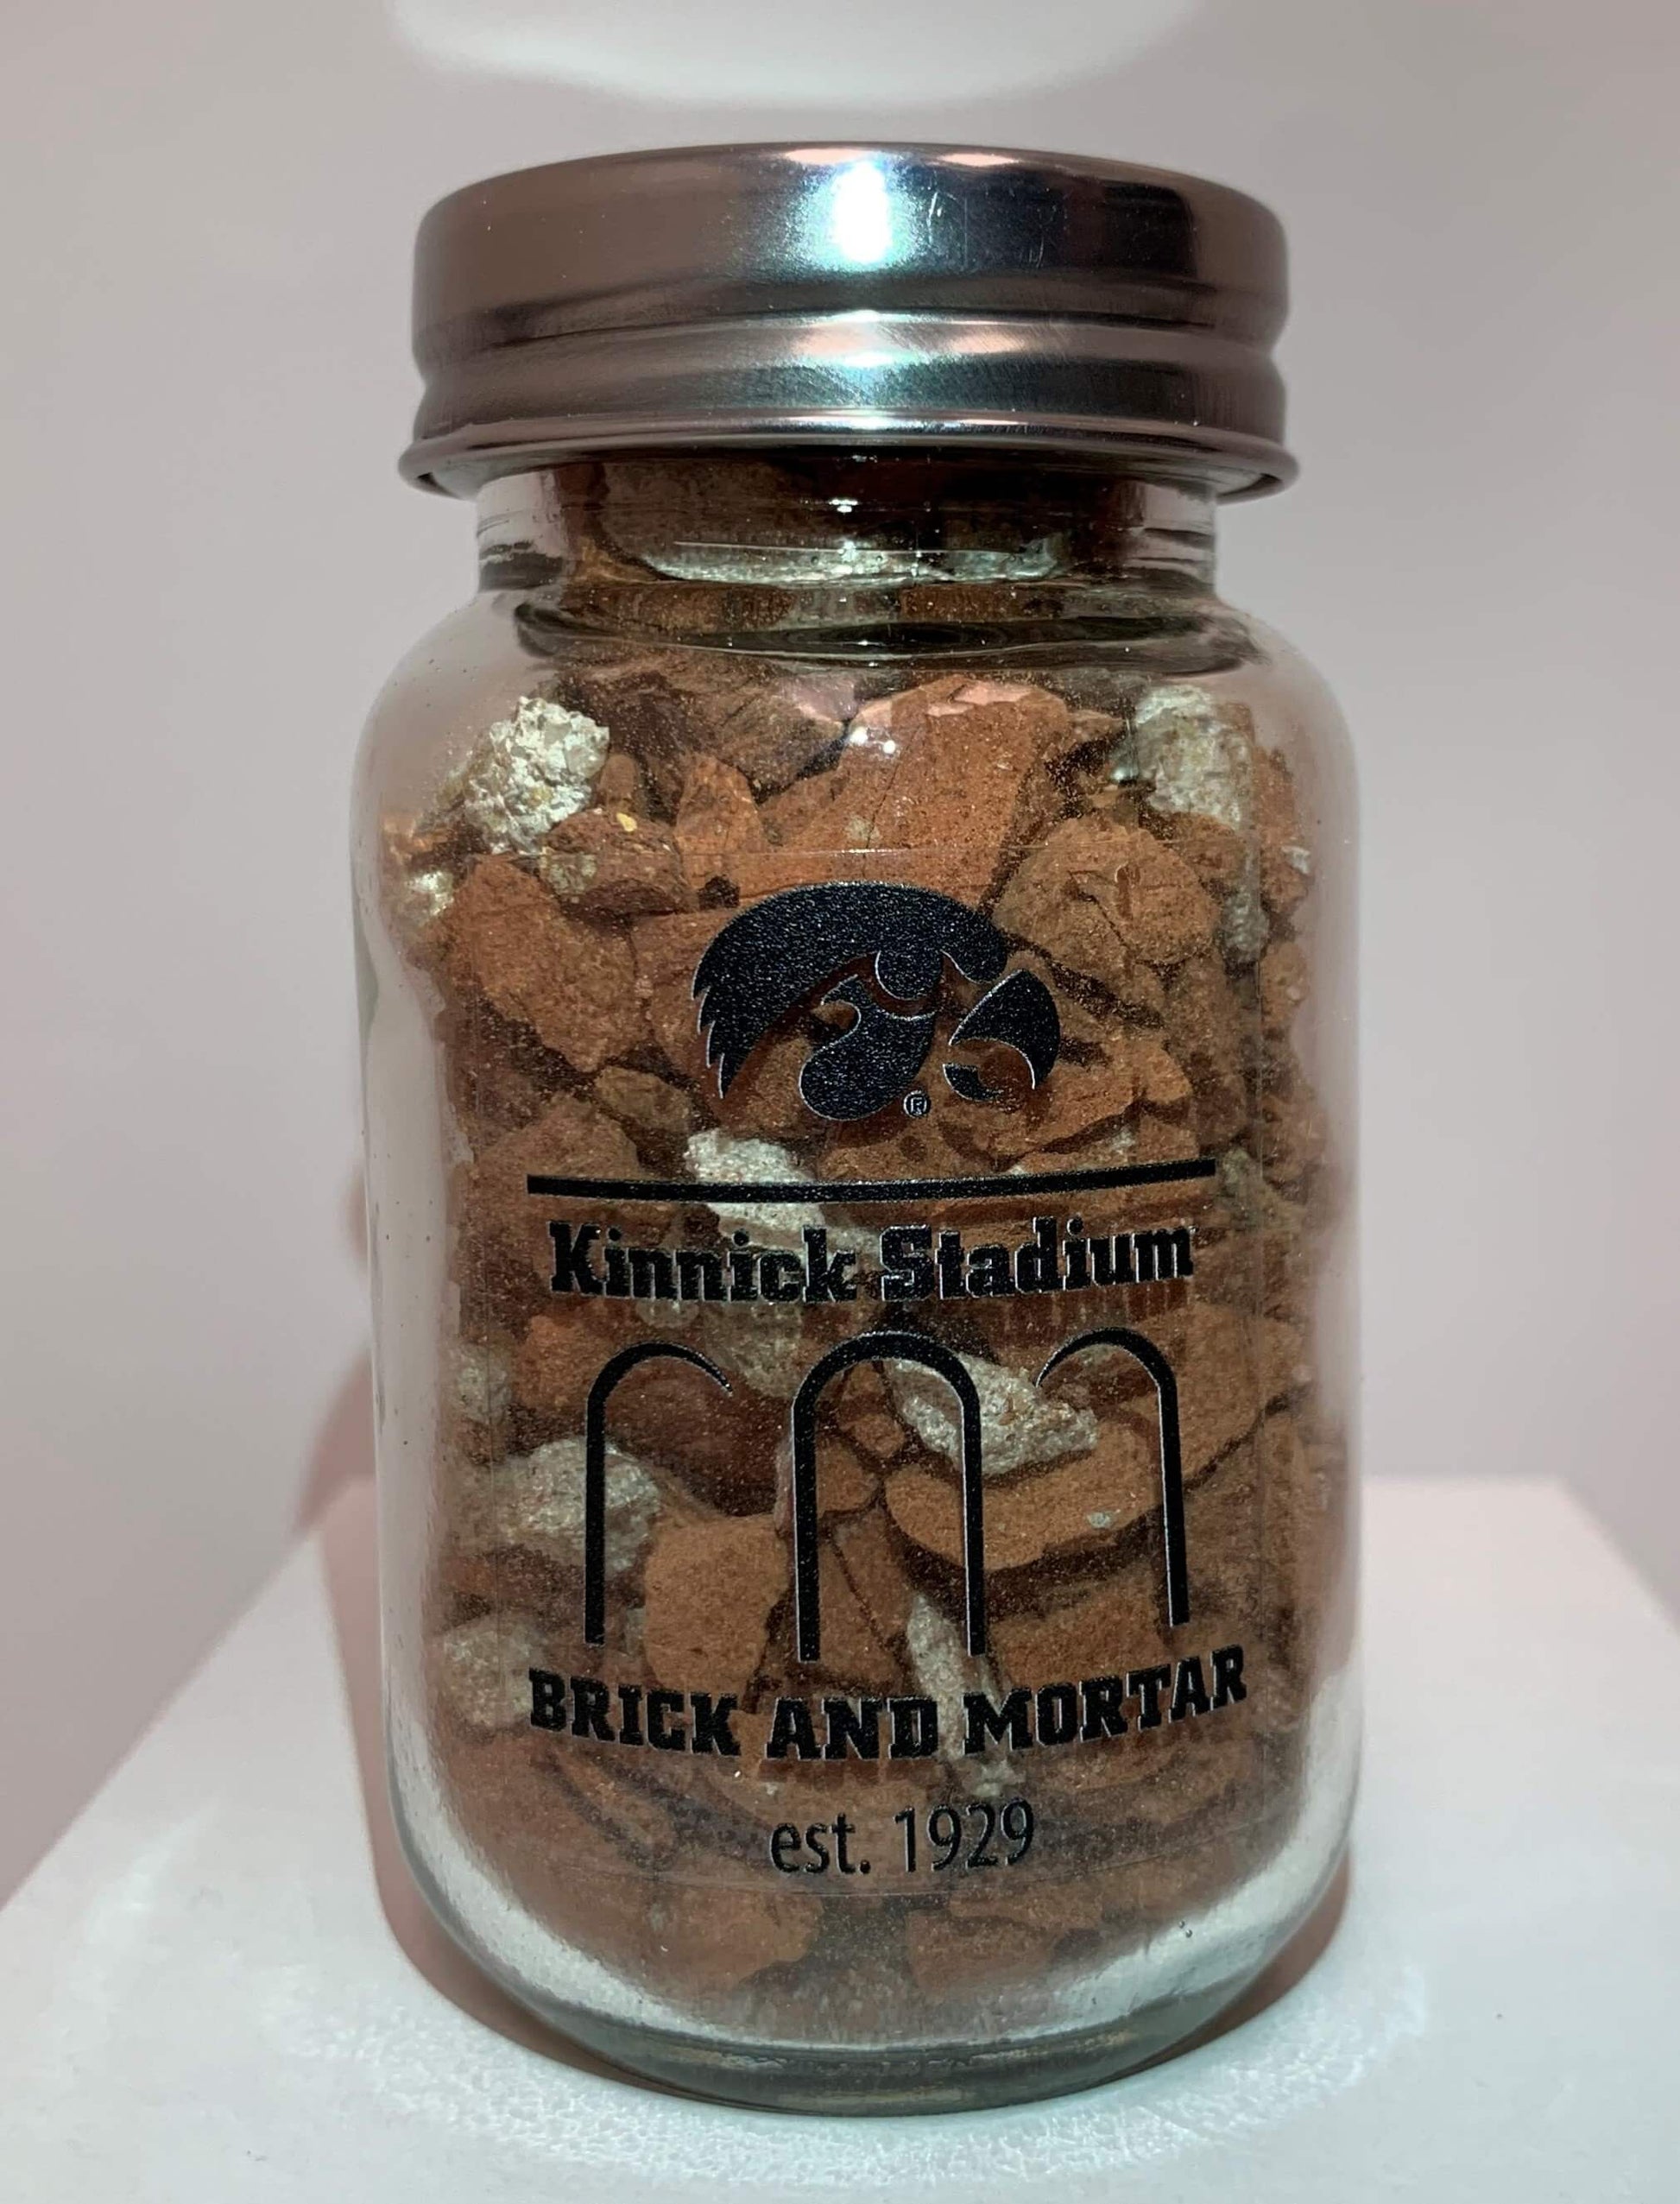 ®
Kinnick Stadium
BRICK AND MORTAR
est. 1929